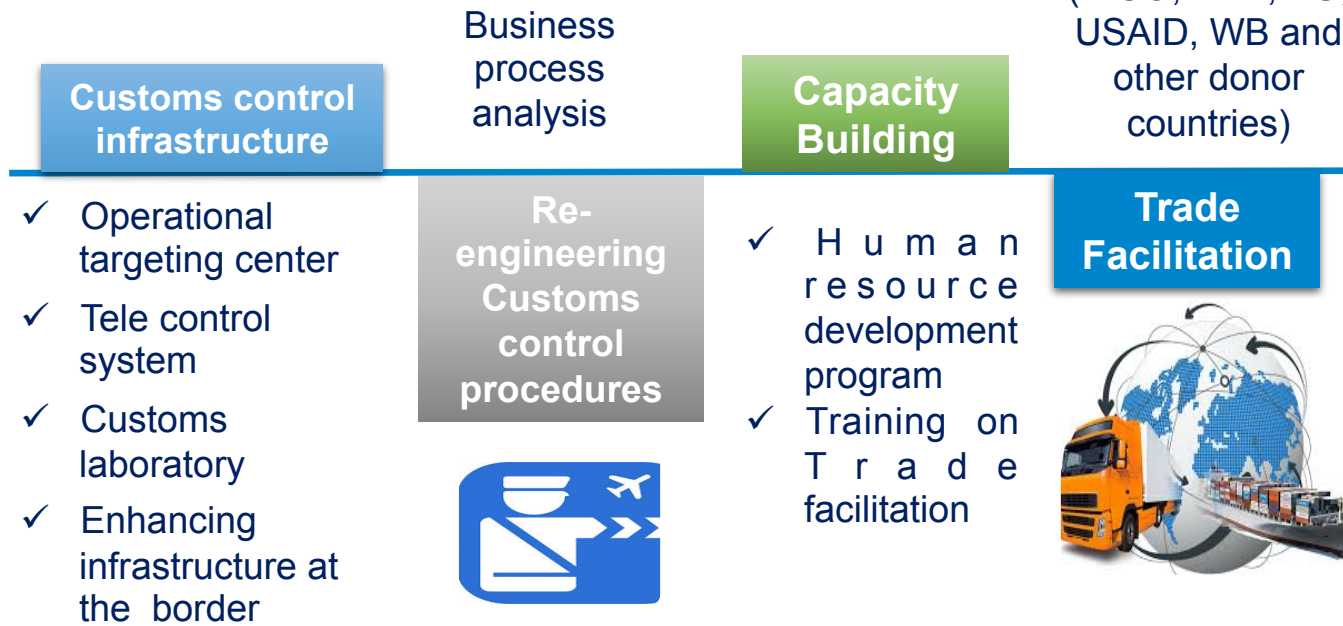 Business
process
analysis
USAID, WB and
other donor
countries)
Customs control
infrastructure
Capacity
Building
✓ Operational
targeting center
✓ Tele control
system
✓ Customs
laboratory
✓ Enhancing
infrastructure at
the border
Re-
engineering
Customs
control
procedures
✓ Human
resource
development
program
✓ Training on
Trade
facilitation
Trade
Facilitation